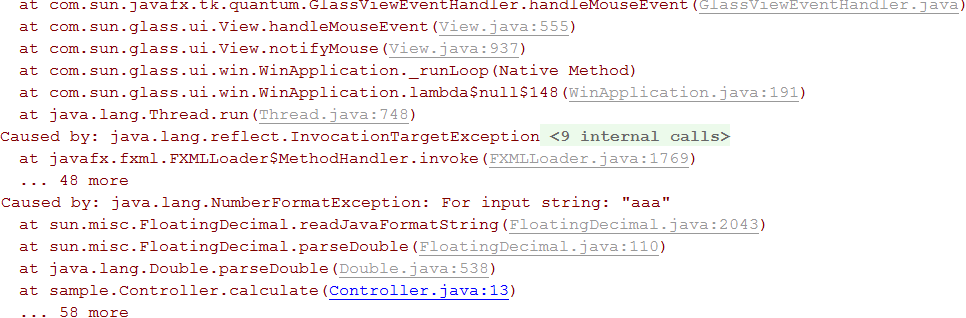 at com.sun.javafx.tk.quantum.GlassViewEventHandler.handleMouseEvent(GlassViewEventHandler.java)
at com.sun.glass.ui.View.handleMouseEvent(View.java:555)
at com.sun.glass.ui.View.notifyMouse(View.java:937)
at com.sun.glass.ui.win.WinApplication._runLoop(Native Method)
at com.sun.glass.ui.win.WinApplication.lambda$null$148(WinApplication.java:191)
at java.lang.Thread.run(Thread.java:748)
Caused by: java.lang.reflect.InvocationTargetException <9 internal calls>
at javafx.fxml.FXMLLoader$MethodHandler.invoke(FXMLLoader.java:1769)
... 48 more
Caused by: java.lang.NumberFormatException: For input string: "aaa"
at sun.misc.FloatingDecimal.readJavaFormatString(FloatingDecimal.java:2043)
at sun.misc.FloatingDecimal.parseDouble(FloatingDecimal.java:110)
at java.lang.Double.parseDouble(Double.java:538)
at sample.Controller.calculate(Controller.java:13)
... 58 more